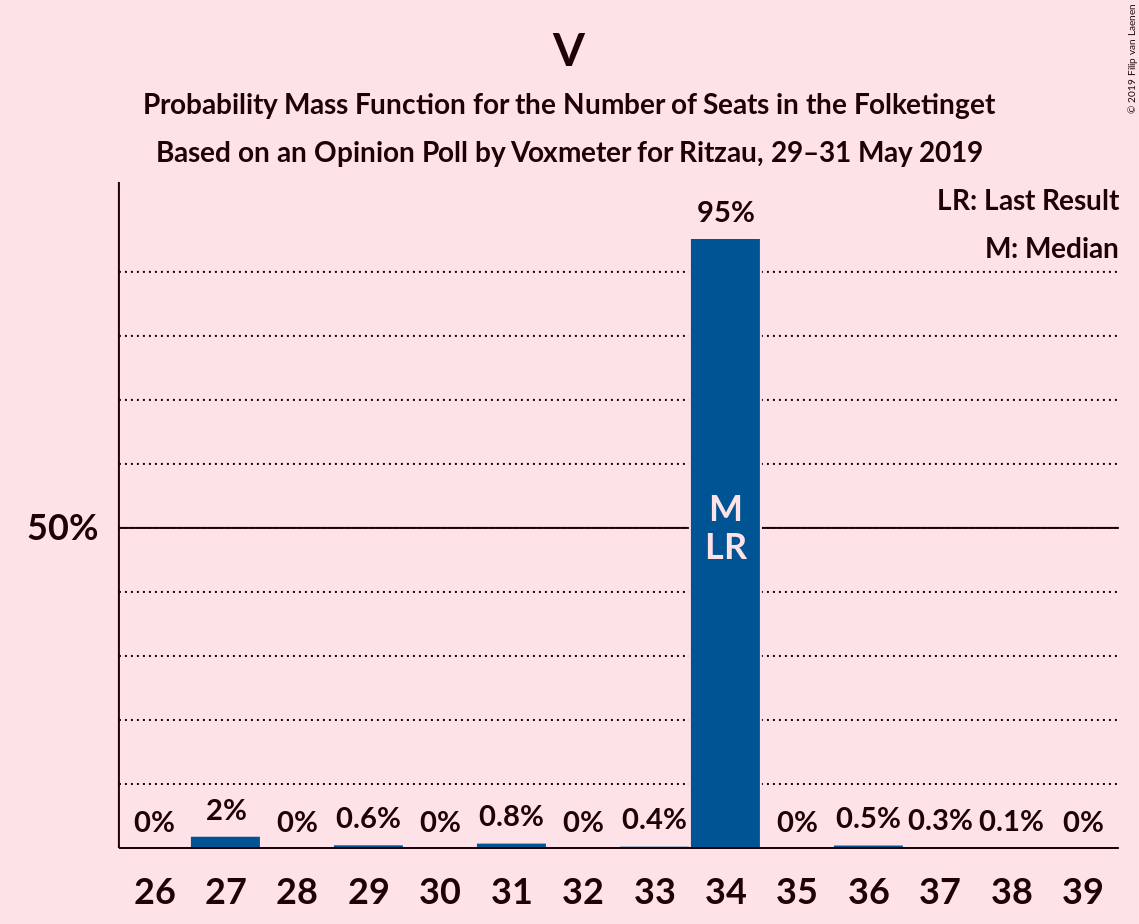 V
Probability Mass Function for the Number of Seats in the Folketinget
Based on an Opinion Poll by Voxmeter for Ritzau, 29–31 May 2019
© 2019 Filip van Laenen
LR: Last Result
M: Median
95%
50%
M
LR
0% 2% 0% 0.6% 0% 0.8% 0% 0.4% 0% 0.5% 0.3% 0.1% 0%
26 27 28 29 30 31 32 33 34 35 36 37 38 39